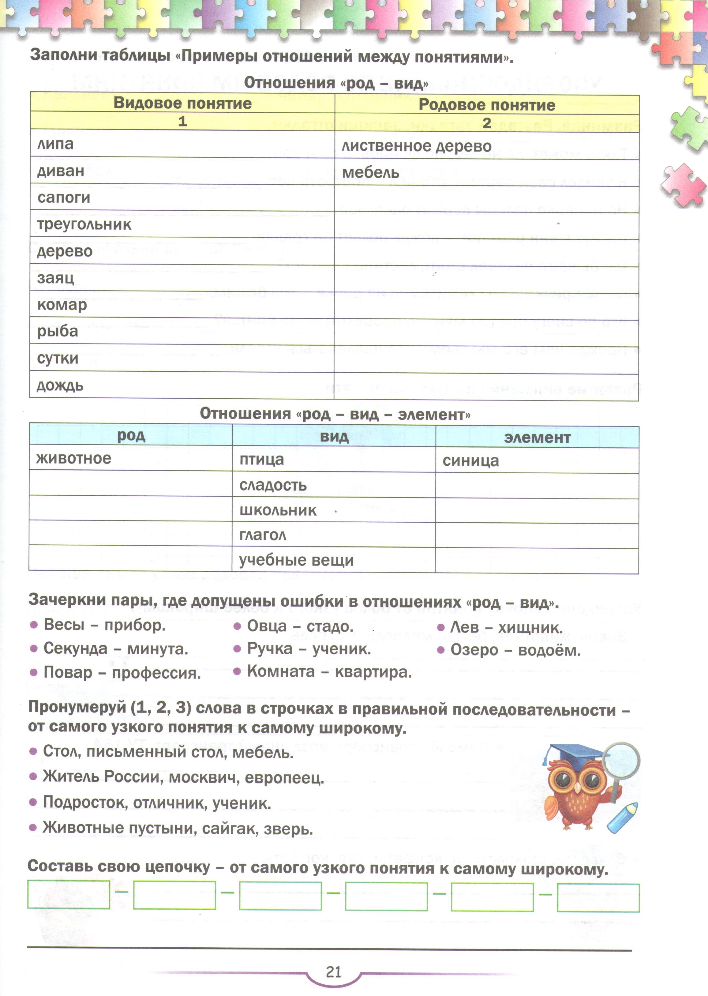 Заполни таблицы «Примеры отношений между понятиями».
Отношения «род – вид»
Видовое понятие Родовое понятие
1 2
липа лиственное дерево
диван мебель
сапоги
треугольник
дерево
заяц
комар
рыба
сутки
дождь
Отношения «род – вид – элемент»
род вид элемент
животное птица синица
сладость
школьник
глагол
учебные вещи
Зачеркни пары, где допущены ошибки в отношениях «род – вид».
• Весы – прибор. • Овца – стадо. • Лев – хищник.
• Секунда – минута. • Ручка – ученик. • Озеро – водоём.
• Повар – профессия. • Комната – квартира.
Пронумеруй (1, 2, 3) слова в строчках в правильной последовательности –
от самого узкого понятия к самому широкому.
• Стол, письменный стол, мебель.
• Житель России, москвич, европеец.
• Подросток, отличник, ученик.
• Животные пустыни, сайгак, зверь.
Составь свою цепочку – от самого узкого понятия к самому широкому.
21